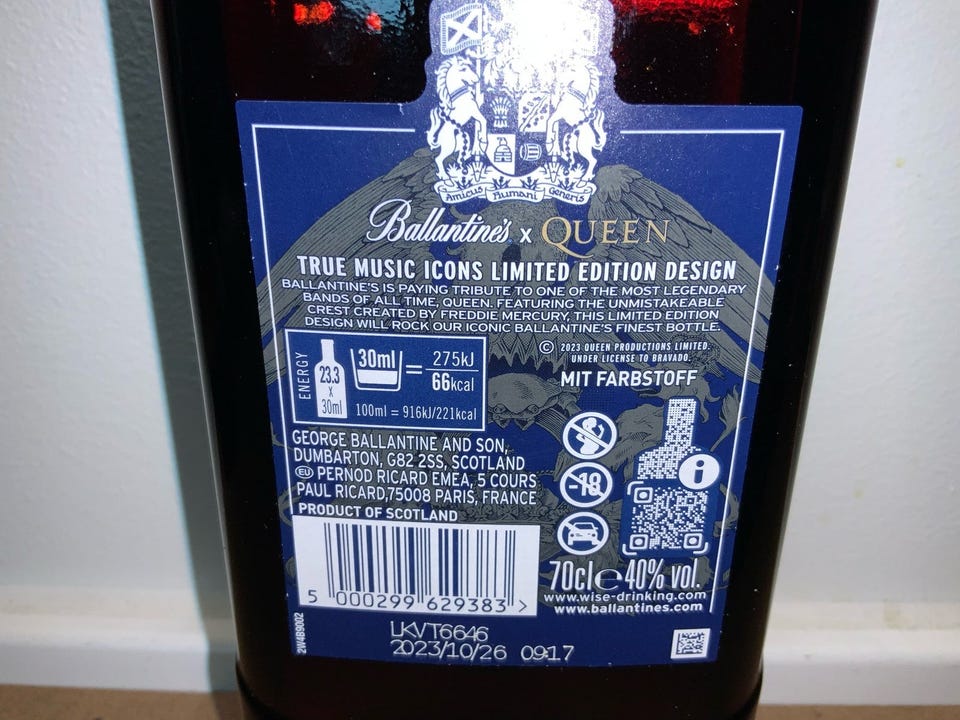 Amicus Humani Generis
Ballantine's x QUEEN
TRUE MUSIC ICONS LIMITED EDITION DESIGN
BALLANTINE'S IS PAYING TRIBUTE TO ONE OF THE MOST LEGENDARY
BANDS OF ALL TIME, QUEEN. FEATURING THE UNMISTAKEABLE
CREST CREATED BY FREDDIE MERCURY, THIS LIMITED EDITION
DESIGN WILL ROCK OUR ICONIC BALLANTINE'S FINEST BOTTLE.
© 2023 QUEEN PRODUCTIONS LIMITED.
UNDER LICENSE TO BRAVADO.
MIT FARBSTOFF
ENERGY
23.3
x
30ml
30ml
=
275kJ
66kcal
100ml = 916kJ/221kcal
GEORGE BALLANTINE AND SON,
DUMBARTON, G82 2SS, SCOTLAND
EU PERNOD RICARD EMEA, 5 COURS
PAUL RICARD,75008 PARIS, FRANCE
PRODUCT OF SCOTLAND
i
-18
70cl e 40% vol.
www.wise-drinking.com
www.ballantines.com
5 000299 629383 >
2W4B9002
LKVT6646
2023/10/26 09:17